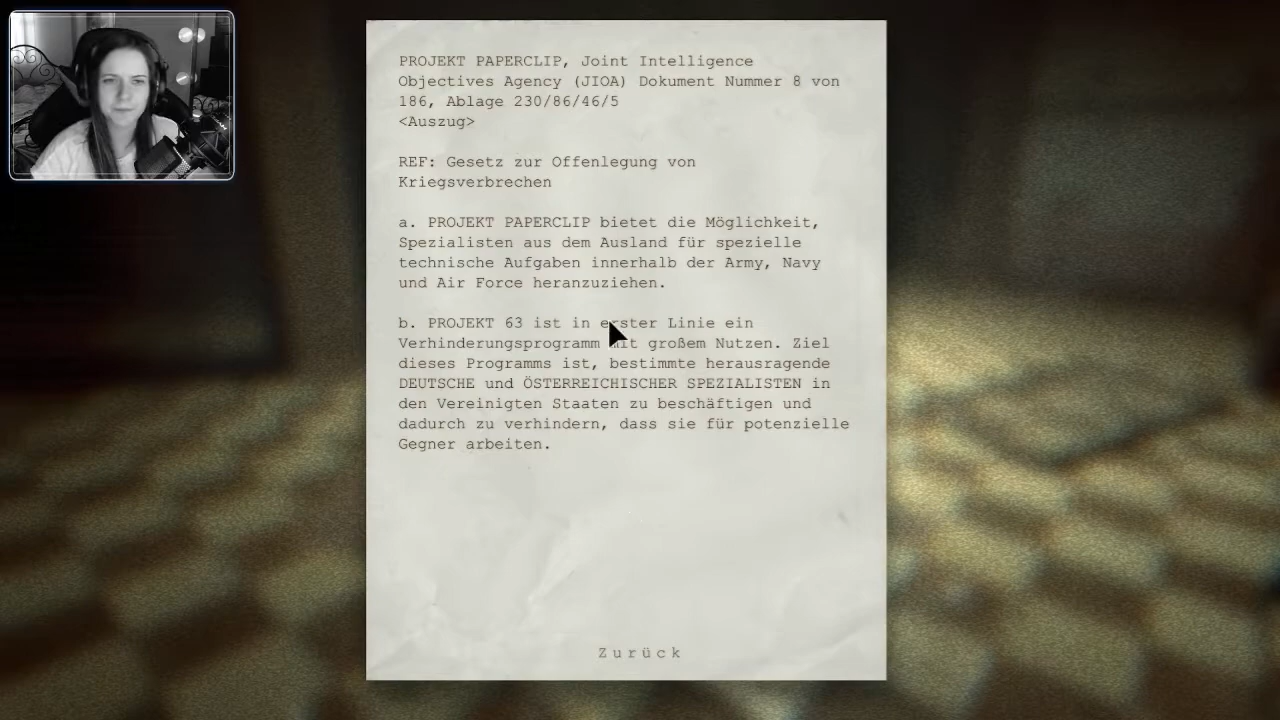 PROJEKT PAPERCLIP, Joint Intelligence
Objectives Agency (JIOA) Dokument Nummer 8 von
186, Ablage 230/86/46/5
<Auszug>
REF: Gesetz zur Offenlegung von
Kriegsverbrechen
a. PROJEKT PAPERCLIP bietet die Möglichkeit,
Spezialisten aus dem Ausland für spezielle
technische Aufgaben innerhalb der Army, Navy
und Air Force heranzuziehen.
b. PROJEKT 63 ist in erster Linie ein
Verhinderungsprogramm mit großem Nutzen. Ziel
dieses Programms ist, bestimmte herausragende
DEUTSCHE und ÖSTERREICHISCHER SPEZIALISTEN in
den Vereinigten Staaten zu beschäftigen und
dadurch zu verhindern, dass sie für potenzielle
Gegner arbeiten.
Zurück